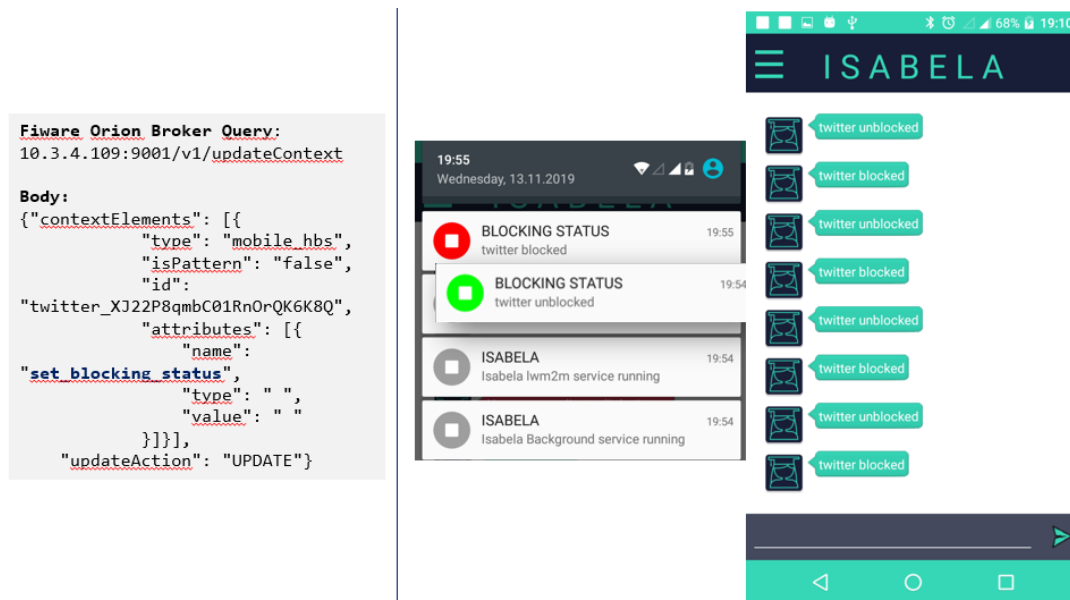 Fiware Orion Broker Query:
10.3.4.109:9001/v1/updateContext
Body:
{"contextElements": [{
"type": "mobile_hbs",
"isPattern": "false",
"id":
"twitter_XJ22P8qmbC01RnOrQK6K8Q",
"attributes": [{
"name":
"set_blocking_status",
"type": " ",
"value": " "
}]}],
"updateAction": "UPDATE"}
19:55
Wednesday, 13.11.2019
BLOCKING STATUS 19:55
twitter blocked
BLOCKING STATUS 19:54
twitter unblocked
ISABELA 19:54
Isabela lwm2m service running
ISABELA 19:54
Isabela Background service running
68% 19:10
ISABELA
twitter unblocked
twitter blocked
twitter unblocked
twitter blocked
twitter unblocked
twitter blocked
twitter unblocked
twitter blocked